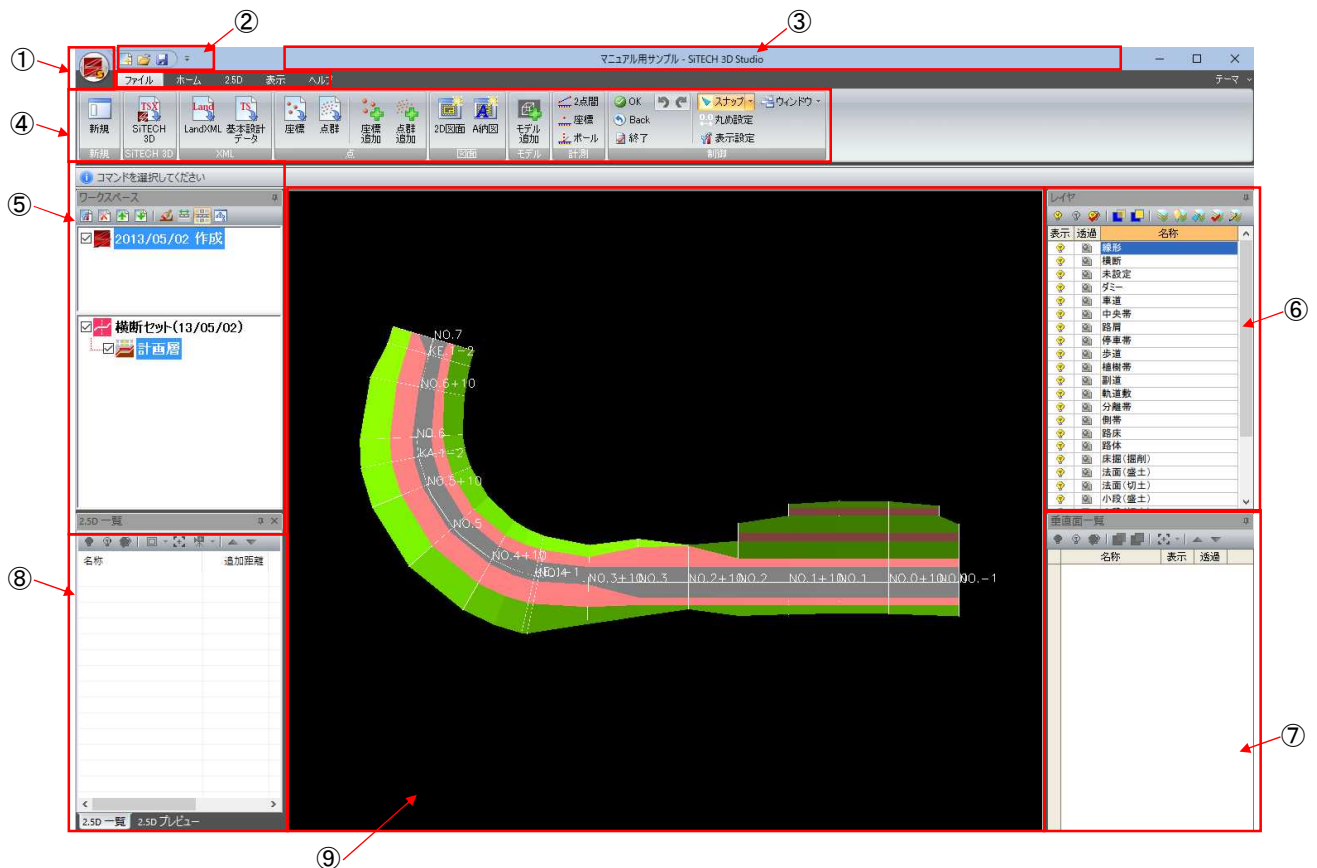 ②
③
①
マニュアル用サンプル - SiTECH 3D Studio
ファイル ホーム 2.5D 表示 ヘルプ テーマ
④
新規 SiTECH 3D LandXML 基本設計データ 座標 点群 座標追加 点群追加 2D図面 A納図 モデル追加
2点間 座標 ポール
OK Back 終了
スナップ ウィンドウ
丸め設定
表示設定
新規 SiTECH 3D XML 点 図面 モデル 計測 制御
コマンドを選択してください
⑤
ワークスペース
2013/05/02 作成
横断セット(13/05/02)
計画層
NO.7
KE.1-2
NO.6+10
NO.6
KA.1-2
NO.5+10
NO.5
NO.4+10
NO.3+10 NO.3 NO.2+10 NO.2 NO.1+10 NO.1 NO.0+10 NO.0 NO.-1
レイヤ
表示 透過 名称
線形
横断
未設定
ダミー
車道
中央帯
路肩
停車帯
歩道
植樹帯
副道
軌道敷
分離帯
側帯
路床
路体
床掘(掘削)
法面(盛土)
法面(切土)
小段(盛土)
⑥
2.5D 一覧
⑧
名称 追加距離
2.5D 一覧 2.5D プレビュー
垂直面一覧
名称 表示 透過
⑦
⑨